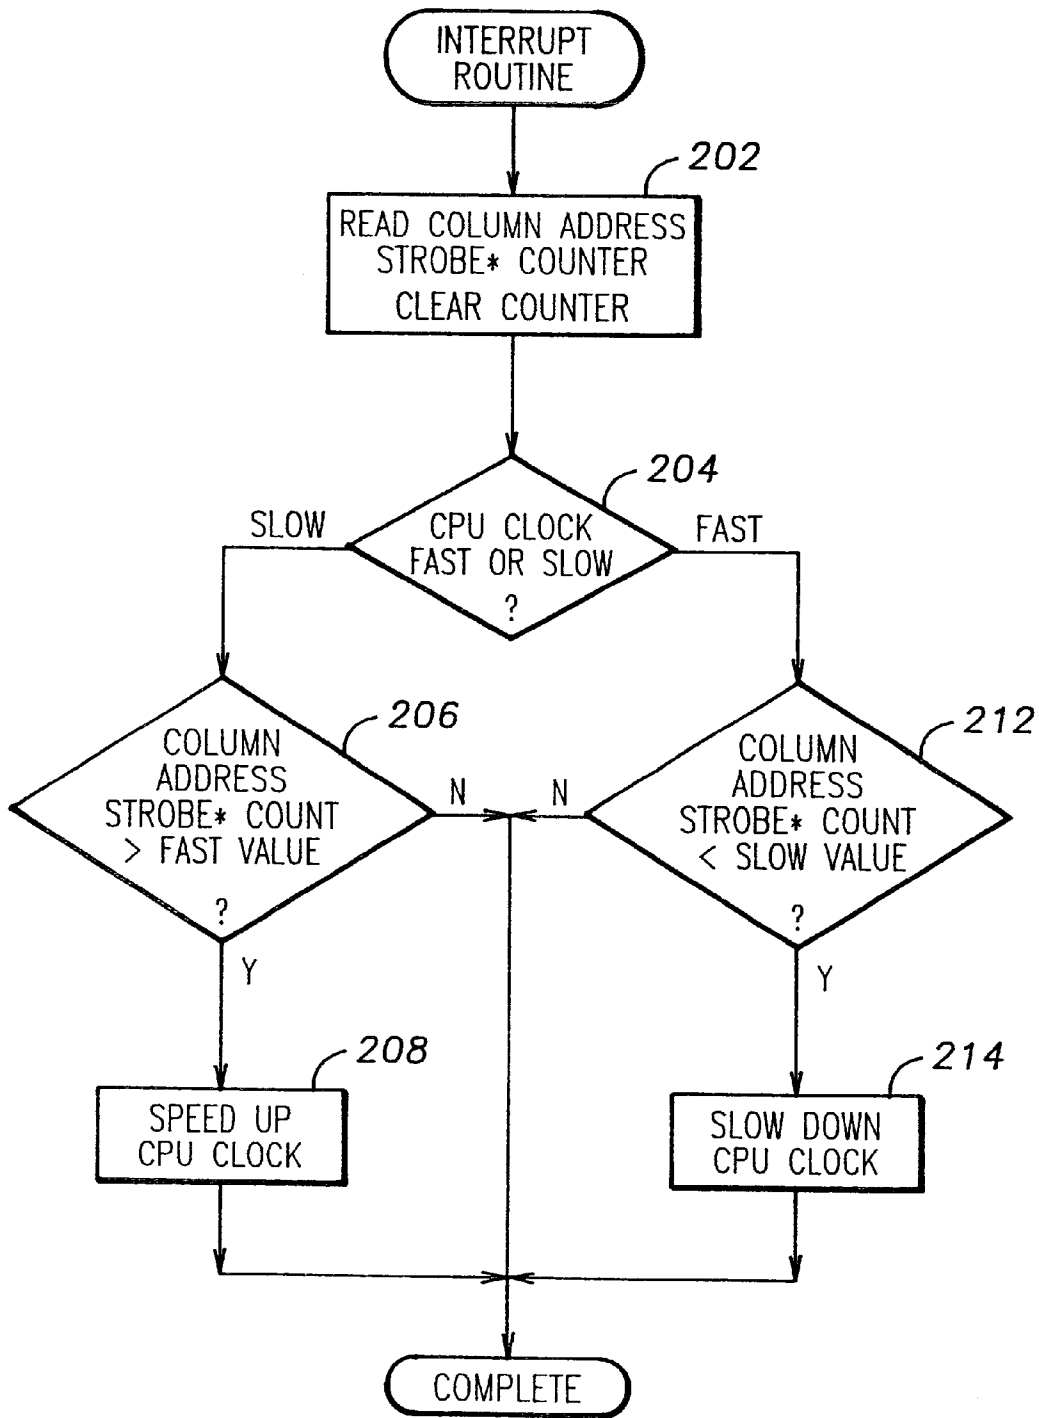 INTERRUPT
ROUTINE
202
READ COLUMN ADDRESS
STROBE* COUNTER
CLEAR COUNTER
204
SLOW
CPU CLOCK
FAST OR SLOW
?
FAST
206
COLUMN
ADDRESS
STROBE* COUNT
> FAST VALUE
?
N
N
212
COLUMN
ADDRESS
STROBE* COUNT
< SLOW VALUE
?
Y
Y
208
SPEED UP
CPU CLOCK
214
SLOW DOWN
CPU CLOCK
COMPLETE